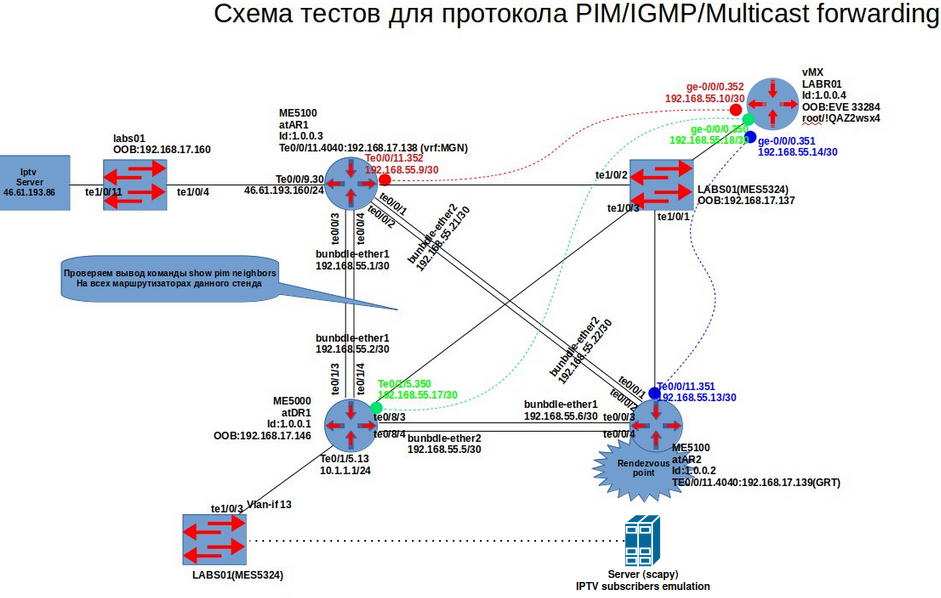 Схема тестов для протокола PIM/IGMP/Multicast forwarding
vMX
LABR01
Id:1.0.0.4
OOB:EVE 33284
root/!QAZ2wsx4
ge-0/0/0.352
192.168.55.10/30
ge-0/0/0.350
192.168.55.18/30
ge-0/0/0.351
192.168.55.14/30
ME5100
atAR1
Id:1.0.0.3
Te0/0/11.4040:192.168.17.138 (vrf:MGN)
labs01
OOB:192.168.17.160
Te0/0/11.352
192.168.55.9/30
Iptv
Server
46.61.193.86
te1/0/11
te1/0/4
Te0/0/9.30
46.61.193.160/24
te1/0/2
LABS01(MES5324)
OOB:192.168.17.137
te1/0/3
te1/0/1
te0/0/3
te0/0/4
te0/0/1
te0/0/2
bunbdle-ether2
192.168.55.21/30
bunbdle-ether1
192.168.55.1/30
Проверяем вывод команды show pim neighbors
На всех маршрутизаторах данного стенда
bunbdle-ether1
192.168.55.2/30
bunbdle-ether2
192.168.55.22/30
te0/1/3
te0/1/4
te0/0/1
te0/0/2
Te0/1/5.350
192.168.55.17/30
Te0/0/11.351
192.168.55.13/30
ME5000
atDR1
Id:1.0.0.1
OOB:192.168.17.146
te0/8/3
te0/8/4
bunbdle-ether1
192.168.55.6/30
bundbe-ether2
192.168.5.5/30
te0/0/3
te0/0/4
ME5100
atAR2
Id:1.0.0.2
TE0/0/11.4040:192.168.17.139(GRT)
Rendezvous
point
Te0/1/5.13
10.1.1.1/24
te1/0/3
Vlan-if 13
LABS01(MES5324)
Server (scapy)
IPTV subscribers emulation